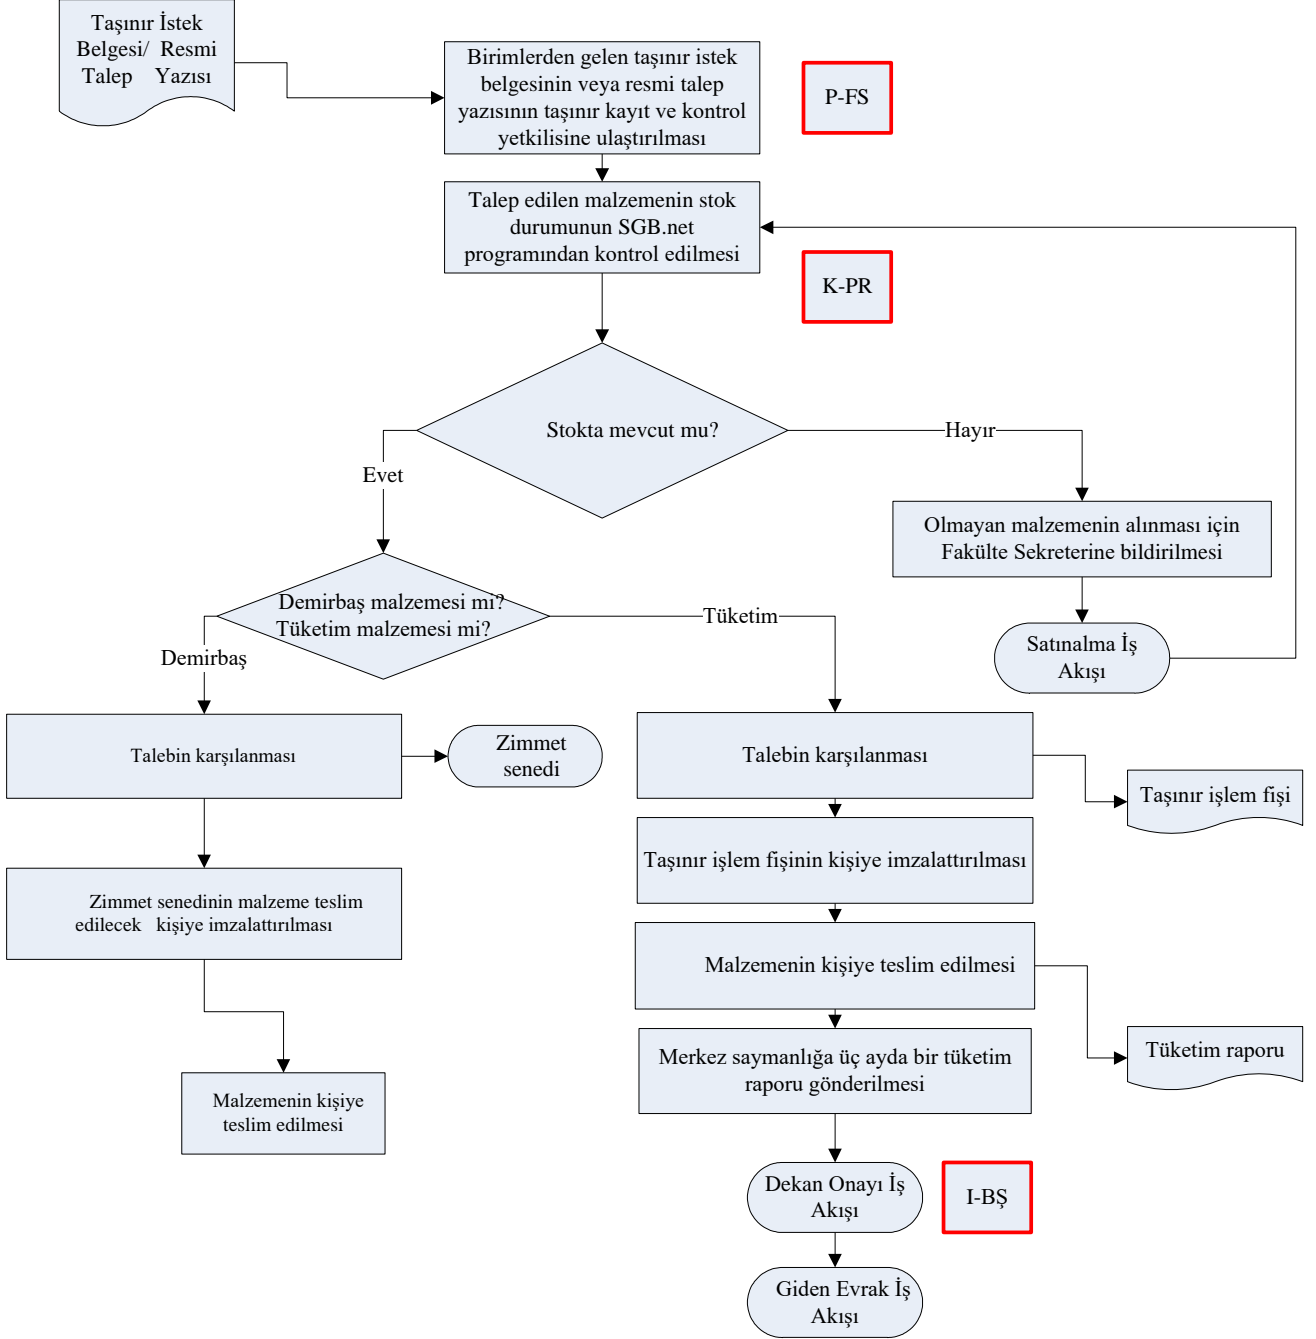 Taşınır İstek
Belgesi/ Resmi
Talep Yazısı
Birimlerden gelen taşınır istek
belgesinin veya resmi talep
yazısının taşınır kayıt ve kontrol
yetkilisine ulaştırılması
P-FS
Talep edilen malzemenin stok
durumunun SGB.net
programından kontrol edilmesi
K-PR
Stokta mevcut mu?
Hayır
Evet
Olmayan malzemenin alınması için
Fakülte Sekreterine bildirilmesi
Demirbaş malzemesi mi?
Tüketim malzemesi mi?
Tüketim
Demirbaş
Satınalma İş
Akışı
Talebin karşılanması
Zimmet
senedi
Talebin karşılanması
Taşınır işlem fişi
Taşınır işlem fişinin kişiye imzalattırılması
Zimmet senedinin malzeme teslim
edilecek kişiye imzalattırılması
Malzemenin kişiye teslim edilmesi
Merkez saymanlığa üç ayda bir tüketim
raporu gönderilmesi
Tüketim raporu
Malzemenin kişiye
teslim edilmesi
Dekan Onayı İş
Akışı
I-BŞ
Giden Evrak İş
Akışı